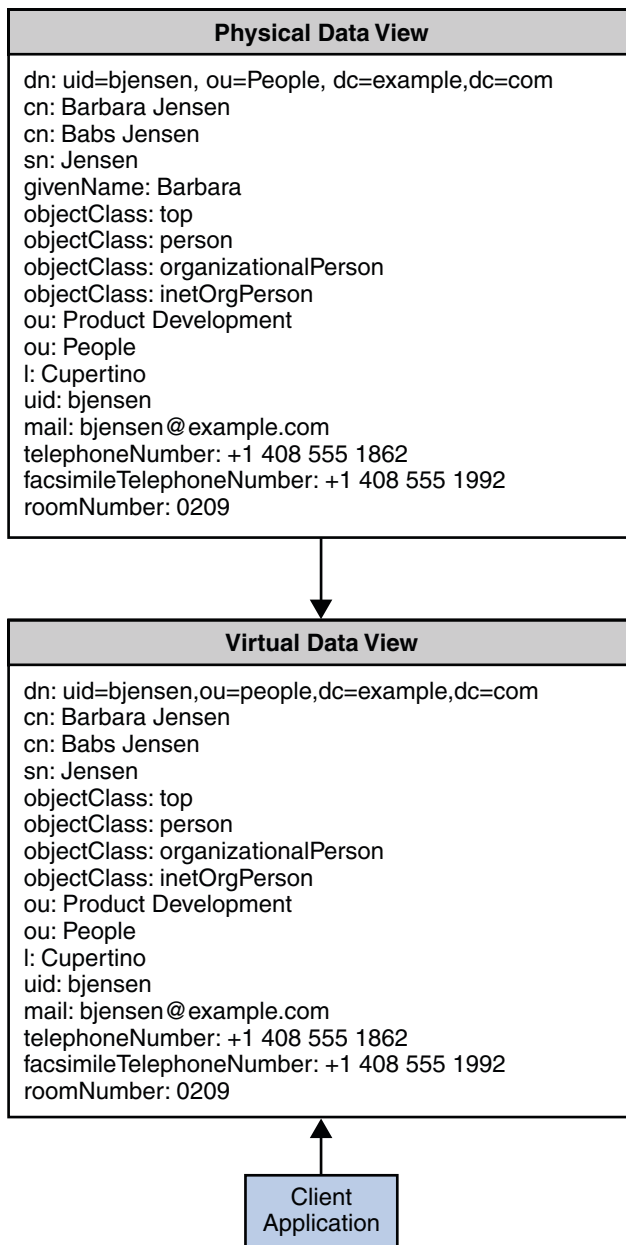 Physical Data View
dn: uid=bjensen, ou=People, dc=example,dc=com
cn: Barbara Jensen
cn: Babs Jensen
sn: Jensen
givenName: Barbara
objectClass: top
objectClass: person
objectClass: organizationalPerson
objectClass: inetOrgPerson
ou: Product Development
ou: People
l: Cupertino
uid: bjensen
mail: bjensen@example.com
telephoneNumber: +1 408 555 1862
facsimileTelephoneNumber: +1 408 555 1992
roomNumber: 0209
Virtual Data View
dn: uid=bjensen,ou=people,dc=example,dc=com
cn: Barbara Jensen
cn: Babs Jensen
sn: Jensen
objectClass: top
objectClass: person
objectClass: organizationalPerson
objectClass: inetOrgPerson
ou: Product Development
ou: People
l: Cupertino
uid: bjensen
mail: bjensen@example.com
telephoneNumber: +1 408 555 1862
facsimileTelephoneNumber: +1 408 555 1992
roomNumber: 0209
Client
Application